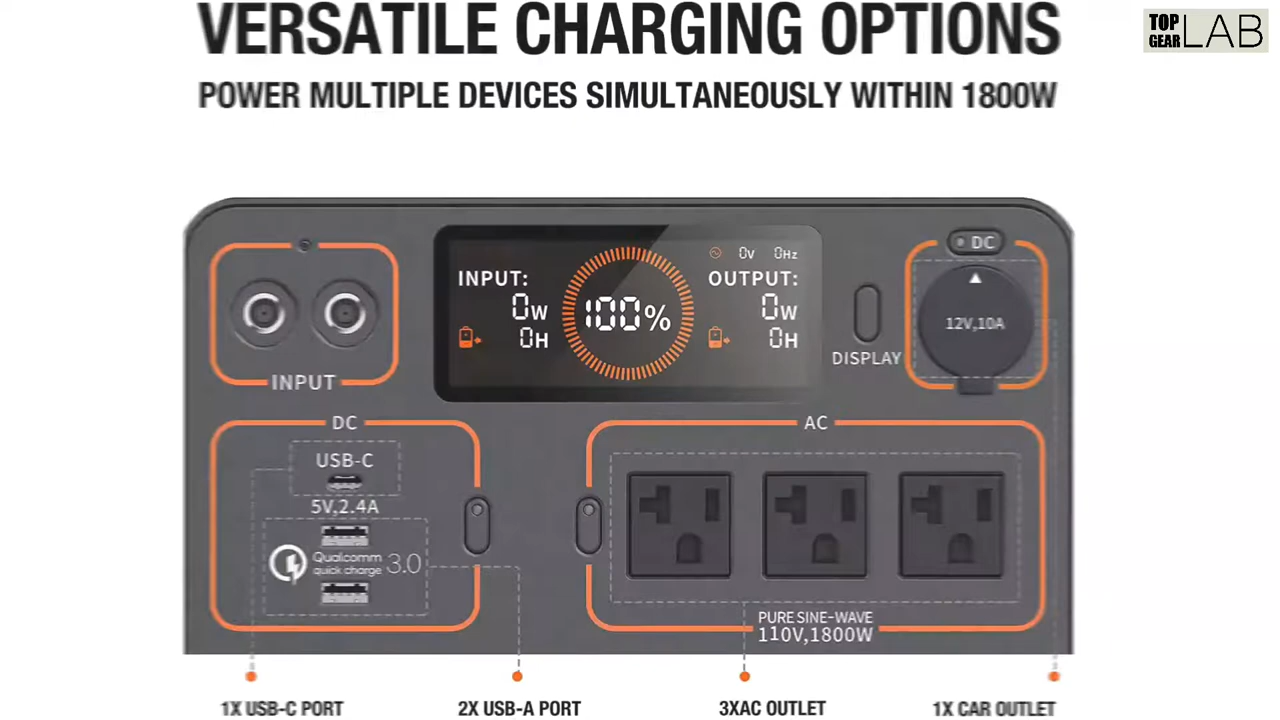 VERSATILE CHARGING OPTIONS
TOP GEAR LAB
POWER MULTIPLE DEVICES SIMULTANEOUSLY WITHIN 1800W
DC
0V 0Hz
INPUT: OUTPUT:
0W 100% 0W
0H 0H
12V,10A
DISPLAY
INPUT
DC AC
USB-C
5V,2.4A
Qualcomm
quick charge 3.0
PURE SINE-WAVE
110V,1800W
1X USB-C PORT 2X USB-A PORT 3XAC OUTLET 1X CAR OUTLET